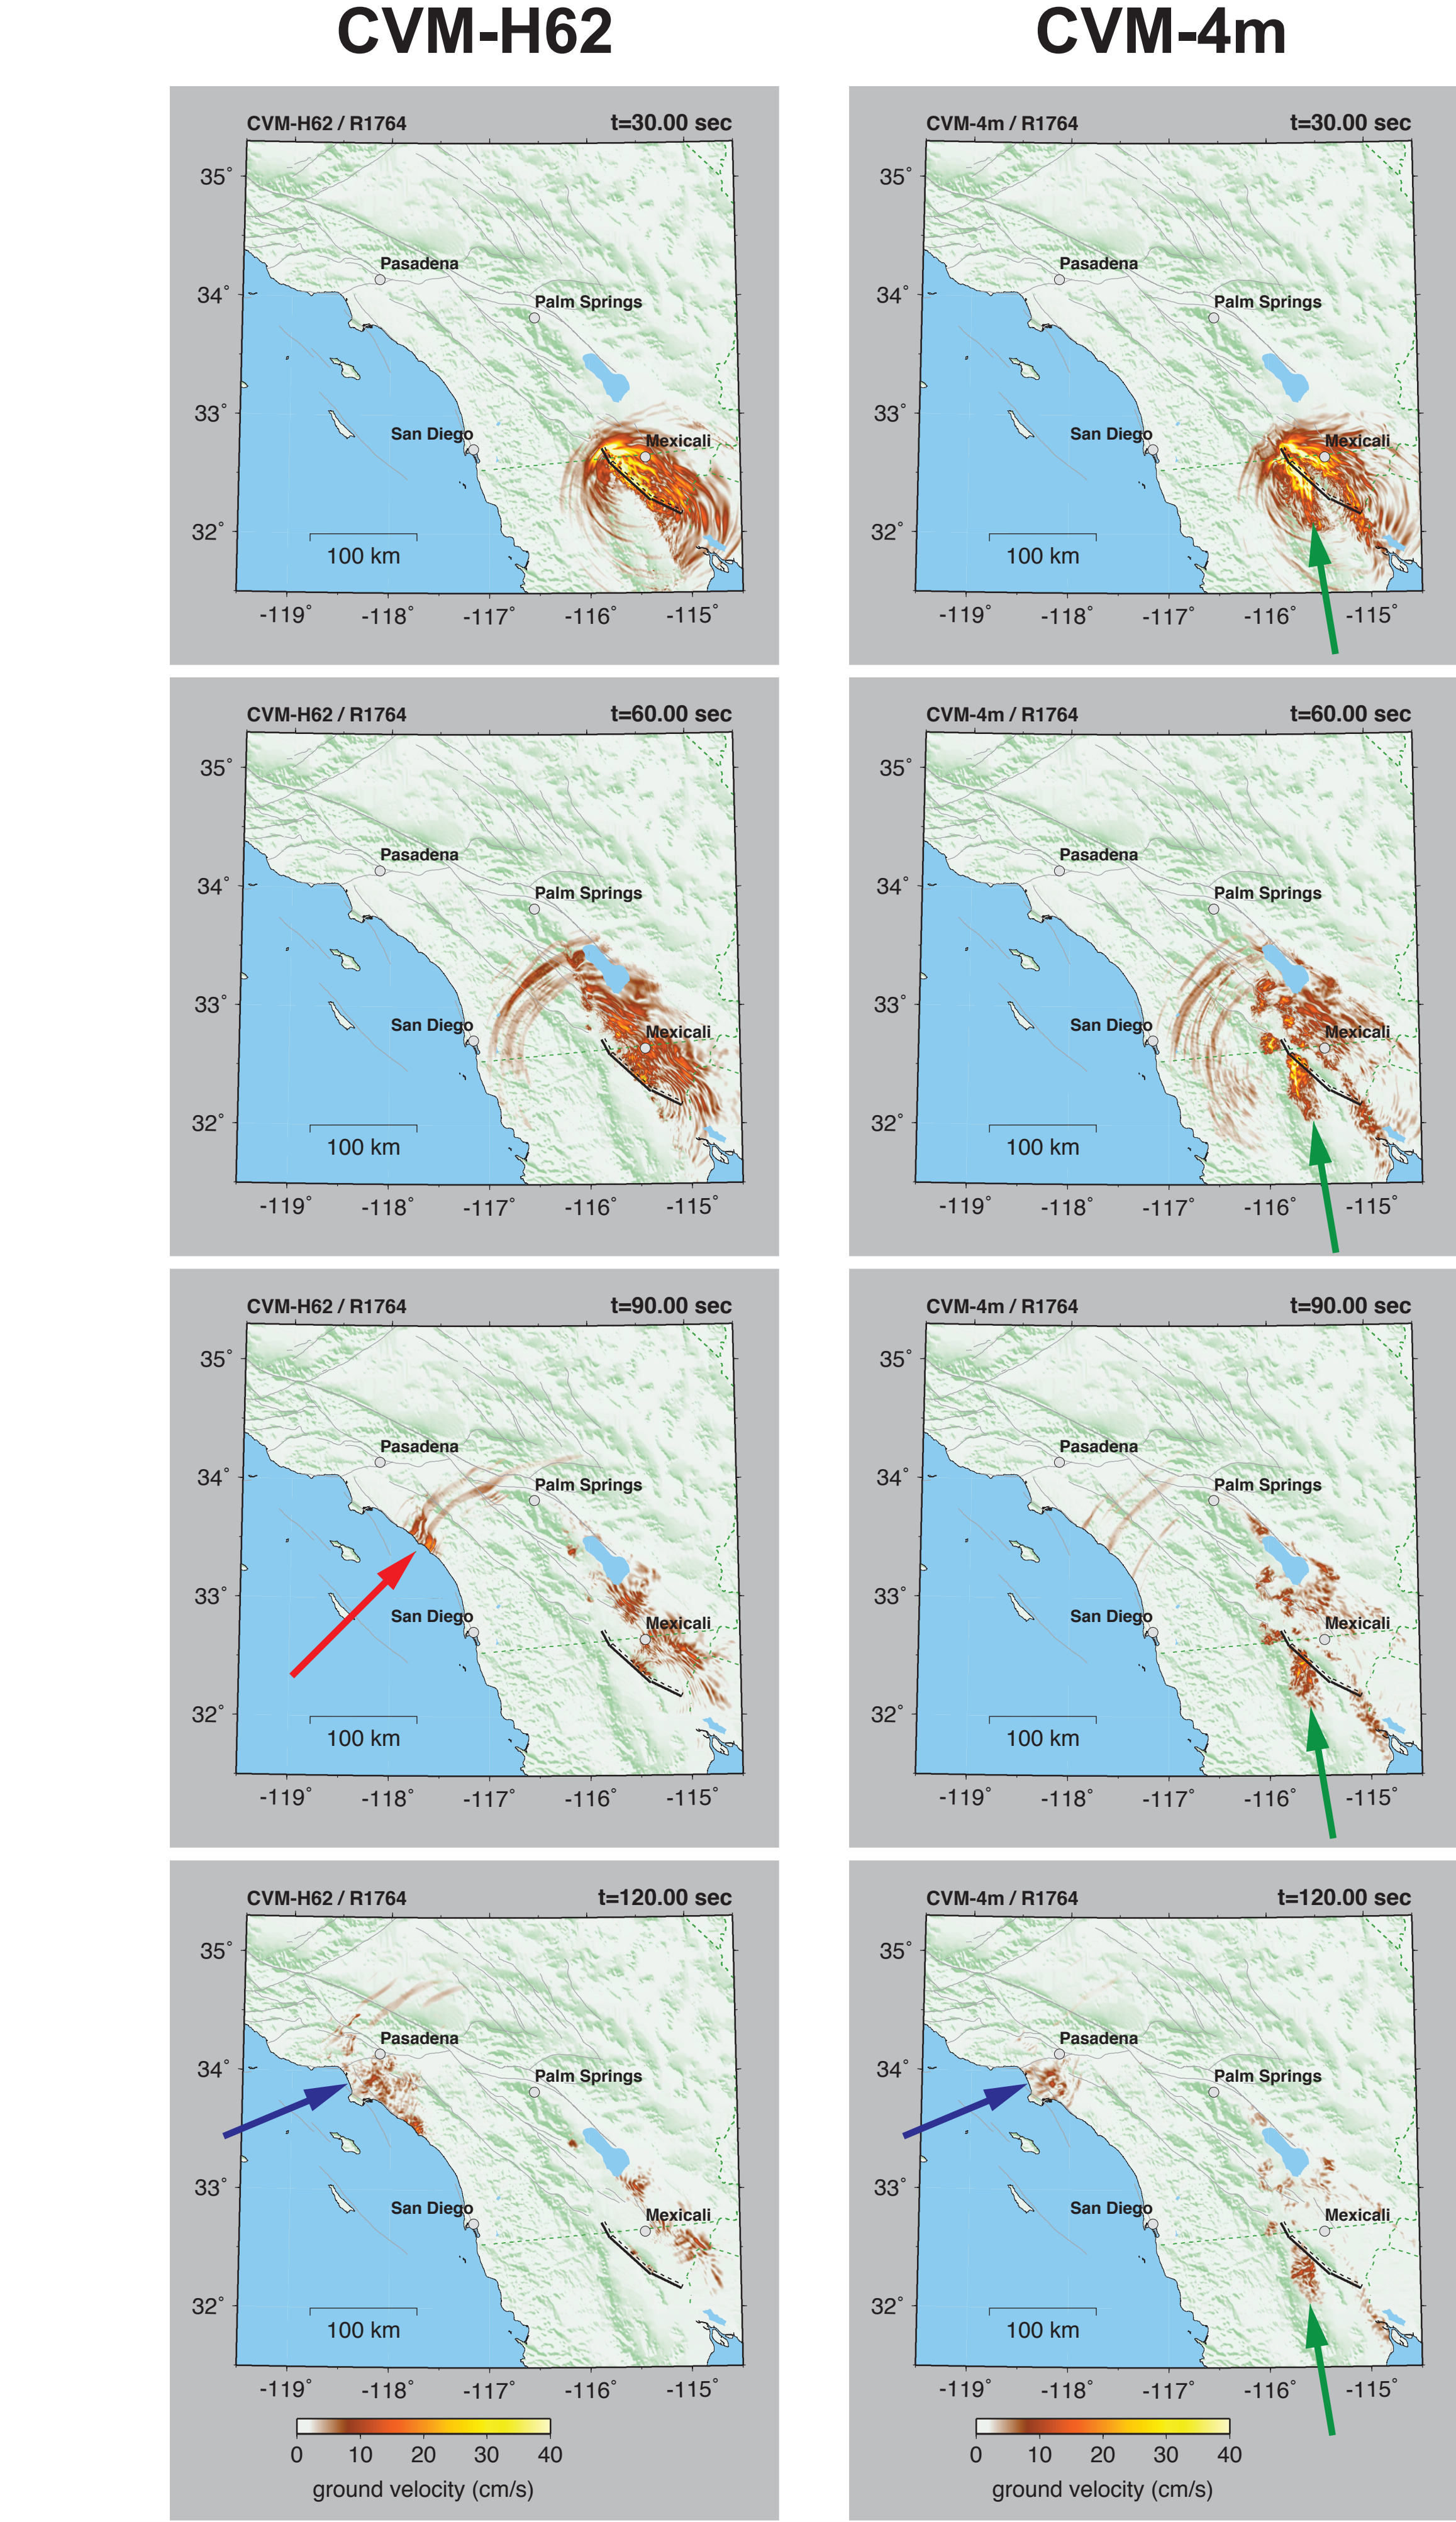 CVM-H62 CVM-4m
CVM-H62 / R1764 t=30.00 sec
35°
Pasadena
34°
Palm Springs
33°
San Diego
Mexicali
32°
100 km
-119° -118° -117° -116° -115°
CVM-4m / R1764 t=30.00 sec
35°
Pasadena
34°
Palm Springs
33°
San Diego
Mexicali
32°
100 km
-119° -118° -117° -116° -115°
CVM-H62 / R1764 t=60.00 sec
35°
Pasadena
34°
Palm Springs
33°
San Diego
Mexicali
32°
100 km
-119° -118° -117° -116° -115°
CVM-4m / R1764 t=60.00 sec
35°
Pasadena
34°
Palm Springs
33°
San Diego
Mexicali
32°
100 km
-119° -118° -117° -116° -115°
CVM-H62 / R1764 t=90.00 sec
35°
Pasadena
34°
Palm Springs
33°
San Diego
Mexicali
32°
100 km
-119° -118° -117° -116° -115°
CVM-4m / R1764 t=90.00 sec
35°
Pasadena
34°
Palm Springs
33°
San Diego
Mexicali
32°
100 km
-119° -118° -117° -116° -115°
CVM-H62 / R1764 t=120.00 sec
35°
Pasadena
34°
Palm Springs
33°
San Diego
Mexicali
32°
100 km
-119° -118° -117° -116° -115°
0 10 20 30 40
ground velocity (cm/s)
CVM-4m / R1764 t=120.00 sec
35°
Pasadena
34°
Palm Springs
33°
San Diego
Mexicali
32°
100 km
-119° -118° -117° -116° -115°
0 10 20 30 40
ground velocity (cm/s)